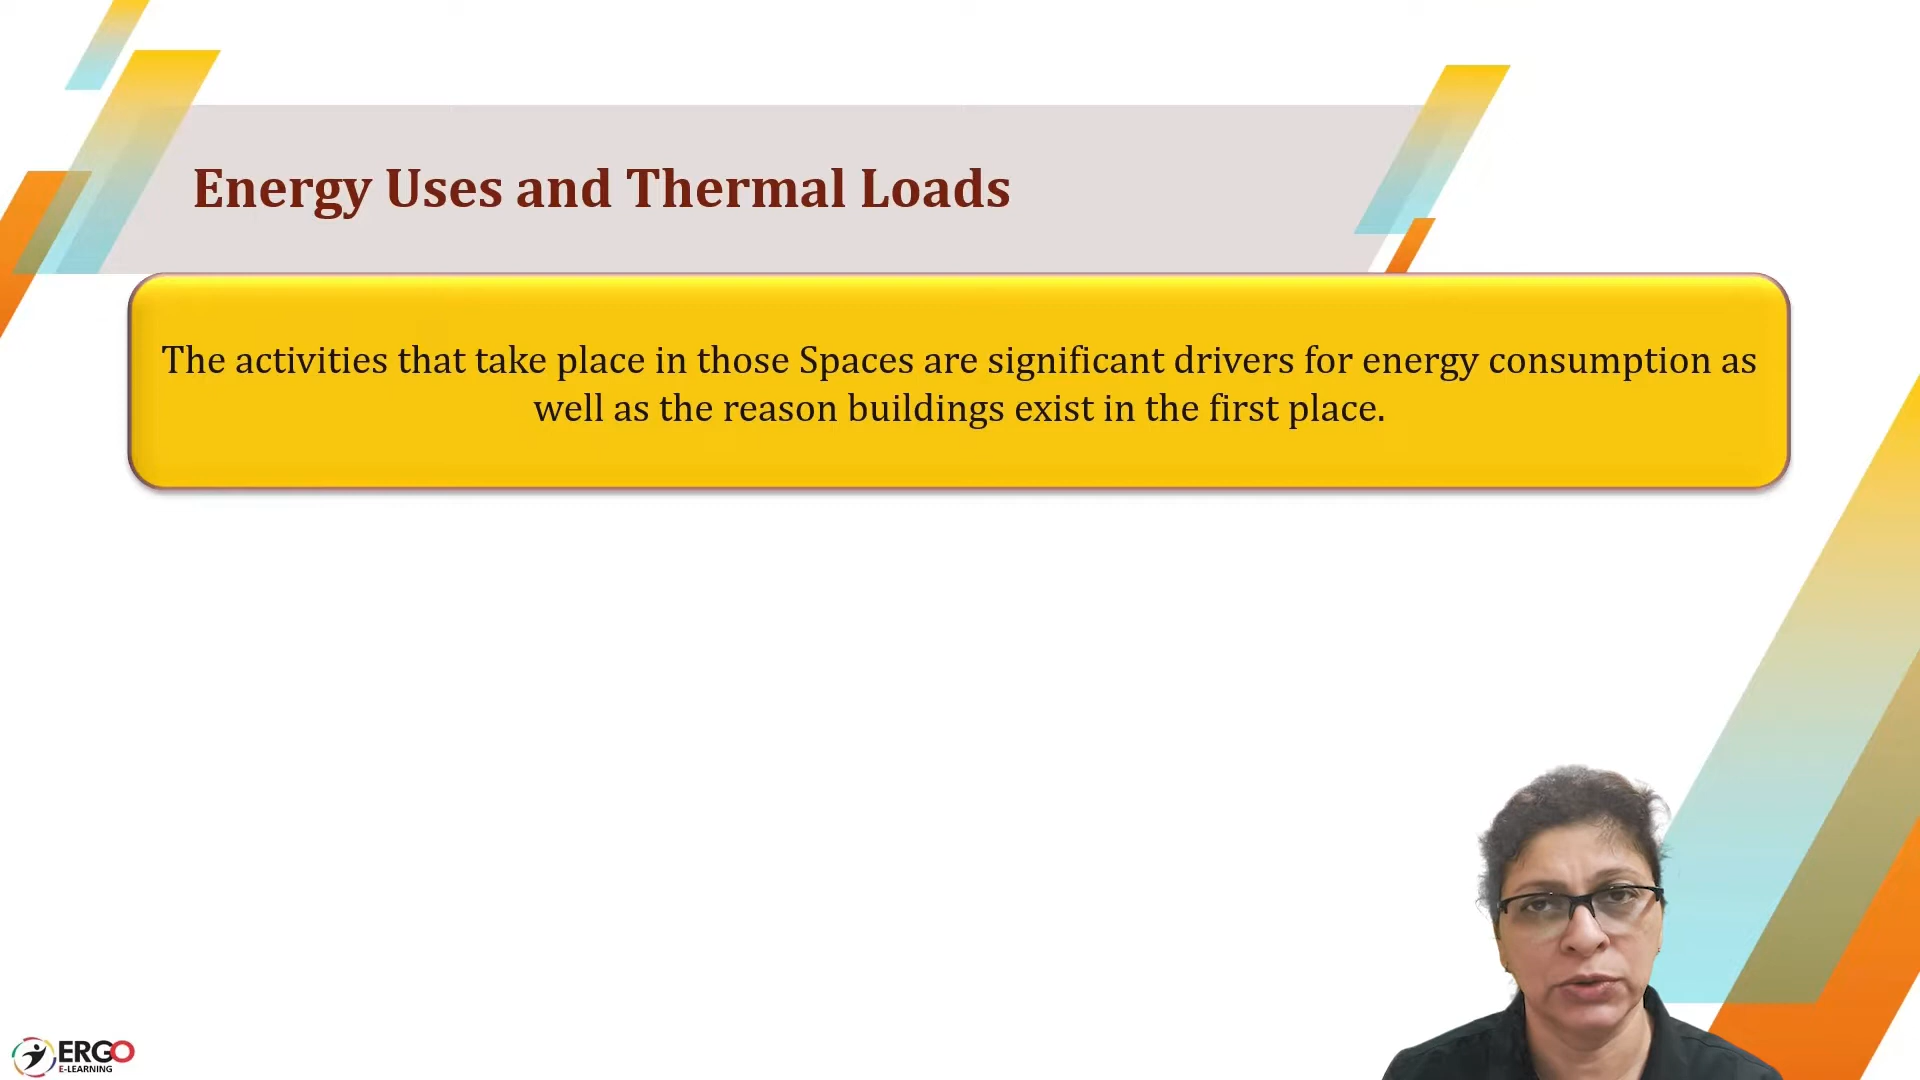 Energy Uses and Thermal Loads
The activities that take place in those Spaces are significant drivers for energy consumption as
well as the reason buildings exist in the first place.
ERGO
E-LEARNING